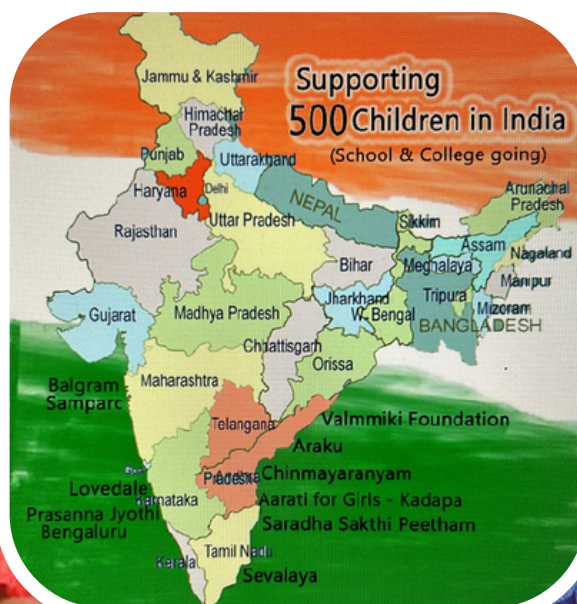 Jammu & Kashmir
Supporting
500 Children in India
(School & College going)
Himachal
Pradesh
Punjab
Uttarakhand
Haryana
Delhi
NEPAL
Arunachal
Pradesh
Uttar Pradesh
Sikkim
Rajasthan
Assam
Nagaland
Bihar
Meghalaya
Manipur
Jharkhand
Tripura
Mizoram
Gujarat
Madhya Pradesh
W. Bengal
BANGLADESH
Chhattisgarh
Orissa
Maharashtra
Balgram
Samparc
Telangana
Valmmiki Foundation
Araku
Andhra
Pradesh
Chinmayaranyam
Lovedale
Karnataka
Aarati for Girls - Kadapa
Prasanna Jyothi
Bengaluru
Saradha Sakthi Peetham
Tamil Nadu
Kerala
Sevalaya